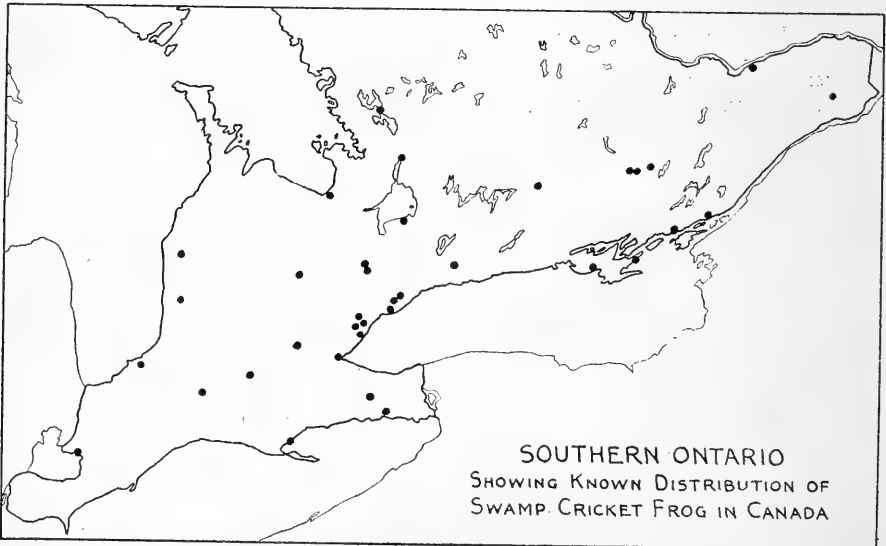 SOUTHERN ONTARIO
SHOWING KNOWN DISTRIBUTION OF
SWAMP CRICKET FROG IN CANADA